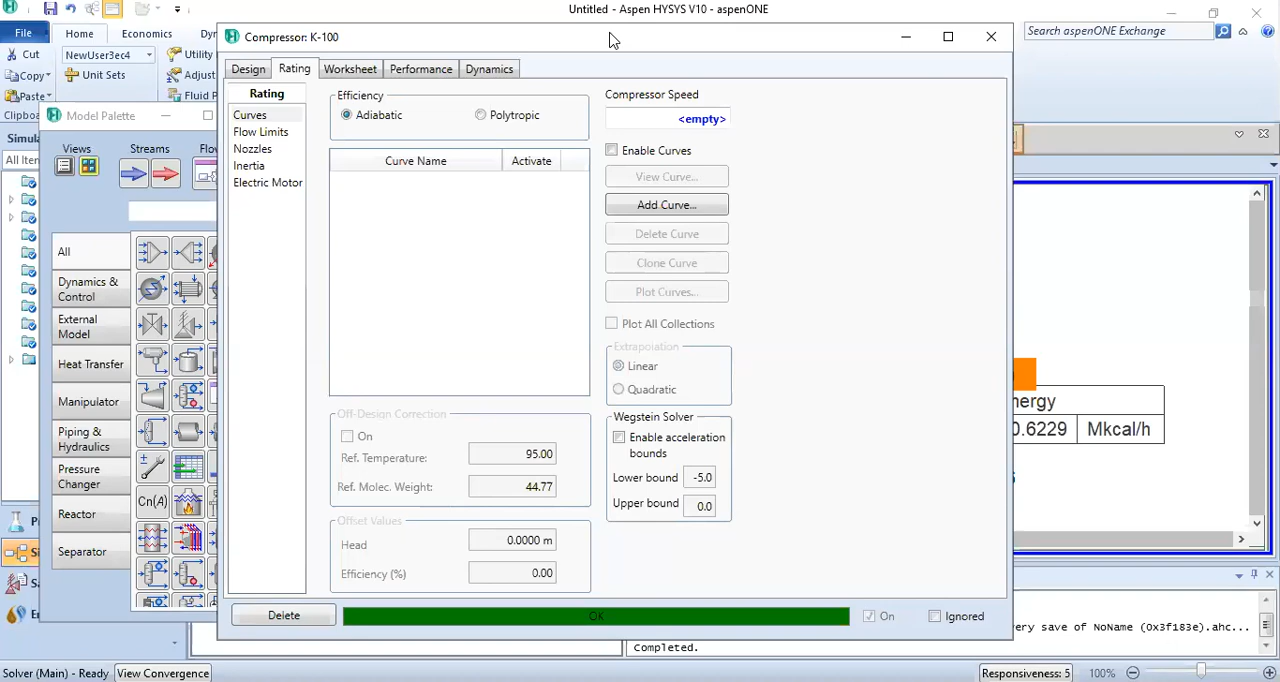 Untitled - Aspen HYSYS V10 - aspenONE
File
Home
Economics
Search aspenONE Exchange
Cut
NewUser3ec4
Utility
Copy
Unit Sets
Adjust
Paste
Fluid P
Clipboa
Model Palette
Simula
All Iter
Views
Streams
Flo
All
Dynamics &
Control
External
Model
Heat Transfer
Manipulator
Piping &
Hydraulics
Pressure
Changer
Reactor
Separator
Cn(A)
Compressor: K-100
Design
Rating
Worksheet
Performance
Dynamics
Rating
Curves
Flow Limits
Nozzles
Inertia
Electric Motor
Efficiency
Adiabatic
Polytropic
Curve Name
Activate
Compressor Speed
<empty>
Enable Curves
View Curve...
Add Curve...
Delete Curve
Clone Curve
Plot Curves...
Plot All Collections
Extrapolation
Linear
Quadratic
Off-Design Correction
On
Ref. Temperature:
95.00
Ref. Molec. Weight:
44.77
Wegstein Solver
Enable acceleration
bounds
Lower bound
-5.0
Upper bound
0.0
Offset Values
Head
0.0000 m
Efficiency (%)
0.00
Delete
OK
On
Ignored
nergy
0.6229
Mkcal/h
very save of NoName (0x3f183e).ahc...
Completed.
Solver (Main) - Ready
View Convergence
Responsiveness: 5
100%